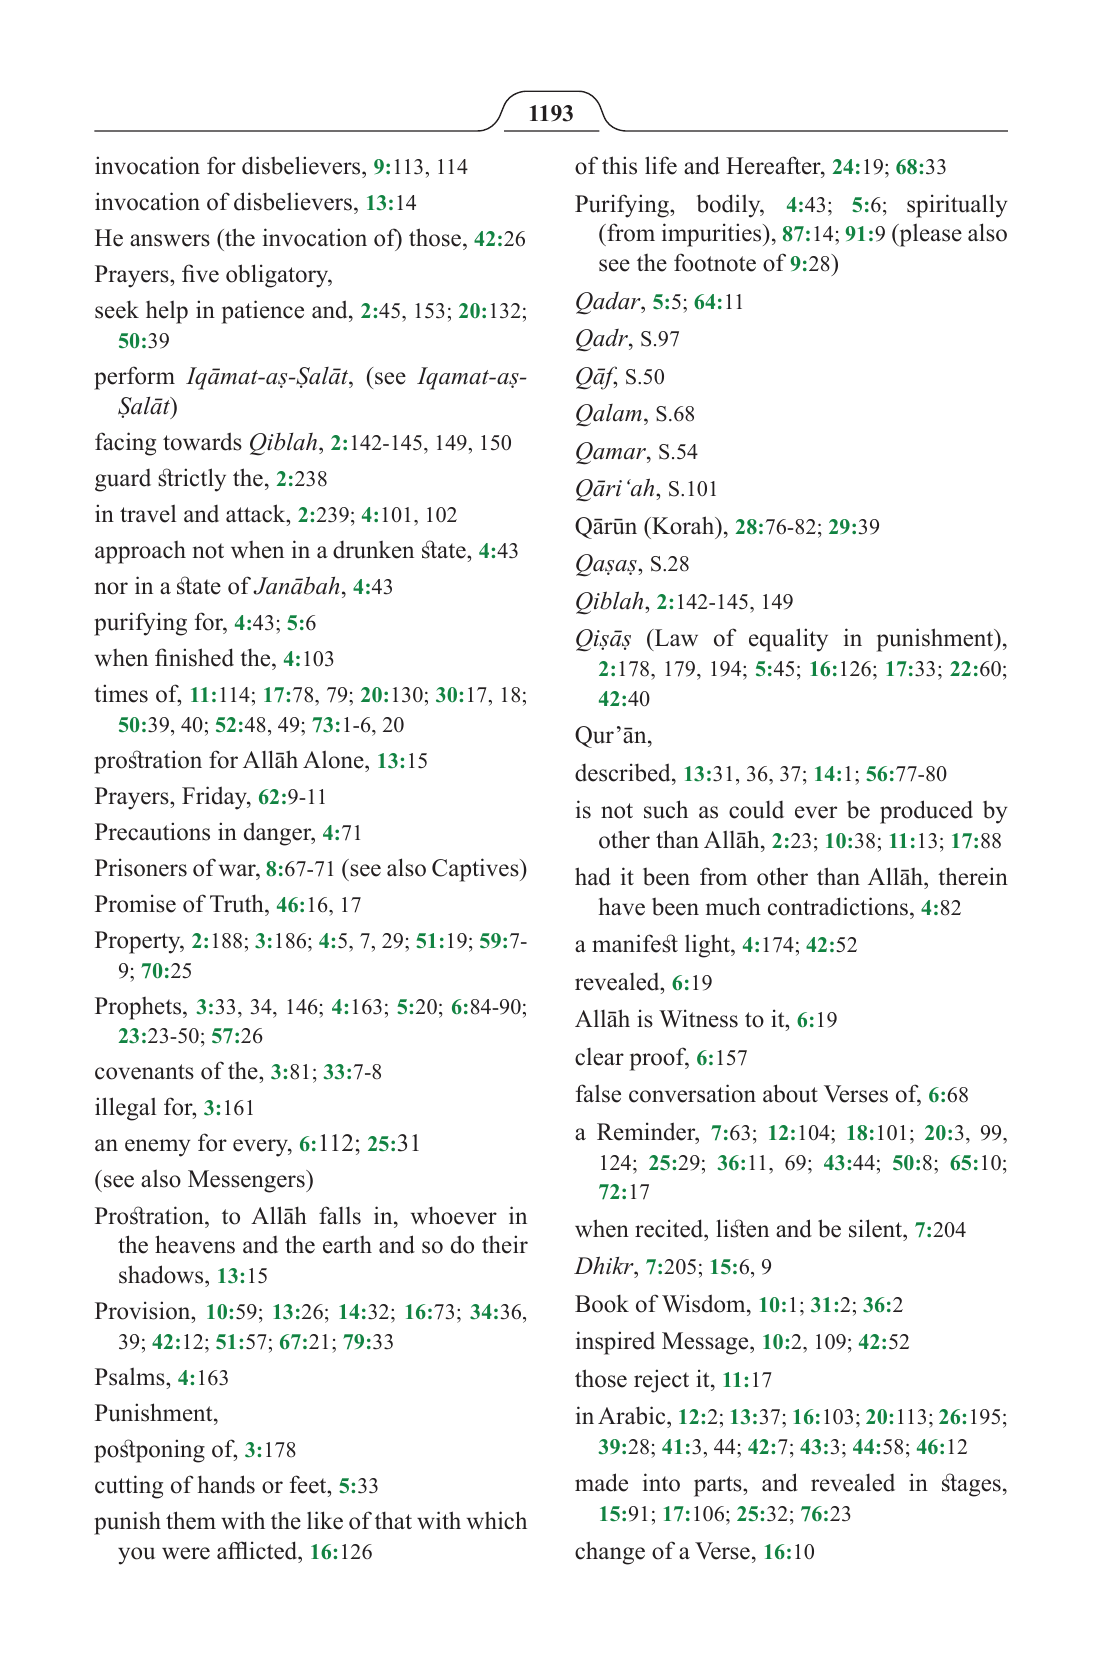 1193
invocation for disbelievers, 9:113, 114
invocation of disbelievers, 13:14
He answers (the invocation of) those, 42:26
Prayers, five obligatory,
seek help in patience and, 2:45, 153; 20:132;
50:39
perform Iqāmat-aṣ-Ṣalāt, (see Iqamat-aṣ-
Ṣalāt)
facing towards Qiblah, 2:142-145, 149, 150
guard strictly the, 2:238
in travel and attack, 2:239; 4:101, 102
approach not when in a drunken state, 4:43
nor in a state of Janābah, 4:43
purifying for, 4:43; 5:6
when finished the, 4:103
times of, 11:114; 17:78, 79; 20:130; 30:17, 18;
50:39, 40; 52:48, 49; 73:1-6, 20
prostration for Allāh Alone, 13:15
Prayers, Friday, 62:9-11
Precautions in danger, 4:71
Prisoners of war, 8:67-71 (see also Captives)
Promise of Truth, 46:16, 17
Property, 2:188; 3:186; 4:5, 7, 29; 51:19; 59:7-
9; 70:25
Prophets, 3:33, 34, 146; 4:163; 5:20; 6:84-90;
23:23-50; 57:26
covenants of the, 3:81; 33:7-8
illegal for, 3:161
an enemy for every, 6:112; 25:31
(see also Messengers)
Prostration, to Allāh falls in, whoever in
the heavens and the earth and so do their
shadows, 13:15
Provision, 10:59; 13:26; 14:32; 16:73; 34:36,
39; 42:12; 51:57; 67:21; 79:33
Psalms, 4:163
Punishment,
postponing of, 3:178
cutting of hands or feet, 5:33
punish them with the like of that with which
you were afflicted, 16:126
of this life and Hereafter, 24:19; 68:33
Purifying, bodily, 4:43; 5:6; spiritually
(from impurities), 87:14; 91:9 (please also
see the footnote of 9:28)
Qadar, 5:5; 64:11
Qadr, S.97
Qāf, S.50
Qalam, S.68
Qamar, S.54
Qāri‘ah, S.101
Qārūn (Korah), 28:76-82; 29:39
Qaṣaṣ, S.28
Qiblah, 2:142-145, 149
Qiṣāṣ (Law of equality in punishment),
2:178, 179, 194; 5:45; 16:126; 17:33; 22:60;
42:40
Qur’ān,
described, 13:31, 36, 37; 14:1; 56:77-80
is not such as could ever be produced by
other than Allāh, 2:23; 10:38; 11:13; 17:88
had it been from other than Allāh, therein
have been much contradictions, 4:82
a manifest light, 4:174; 42:52
revealed, 6:19
Allāh is Witness to it, 6:19
clear proof, 6:157
false conversation about Verses of, 6:68
a Reminder, 7:63; 12:104; 18:101; 20:3, 99,
124; 25:29; 36:11, 69; 43:44; 50:8; 65:10;
72:17
when recited, listen and be silent, 7:204
Dhikr, 7:205; 15:6, 9
Book of Wisdom, 10:1; 31:2; 36:2
inspired Message, 10:2, 109; 42:52
those reject it, 11:17
in Arabic, 12:2; 13:37; 16:103; 20:113; 26:195;
39:28; 41:3, 44; 42:7; 43:3; 44:58; 46:12
made into parts, and revealed in stages,
15:91; 17:106; 25:32; 76:23
change of a Verse, 16:10